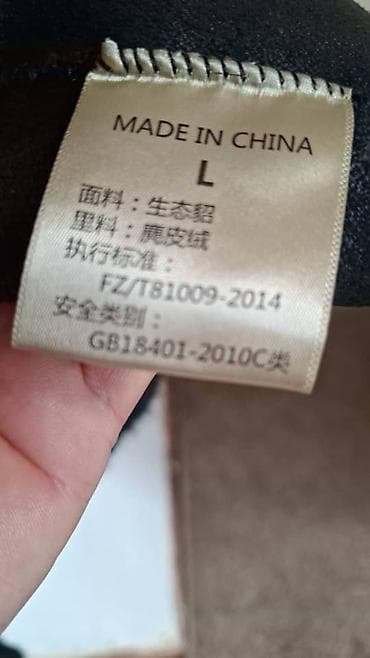 MADE IN CHINA
L
面料：生态貂
里料：麂皮绒
执行标准：
FZ/T81009-2014
安全类别：
GB18401-2010C类